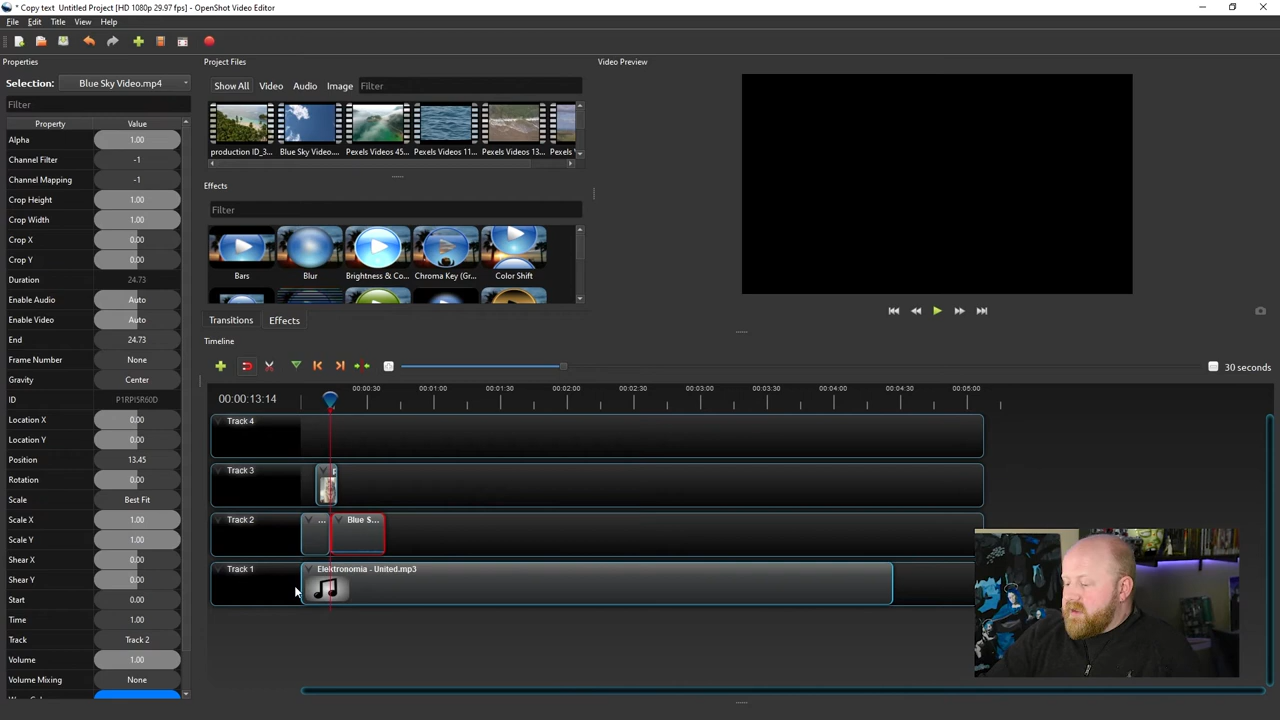 * Copy text Untitled Project [HD 1080p 29.97 fps] - OpenShot Video Editor
File Edit Title View Help
Properties
Selection: Blue Sky Video.mp4
Filter
Property Value
Alpha 1.00
Channel Filter -1
Channel Mapping -1
Crop Height 1.00
Crop Width 1.00
Crop X 0.00
Crop Y 0.00
Duration 24.73
Enable Audio Auto
Enable Video Auto
End 24.73
Frame Number None
Gravity Center
ID P1RPI5R60D
Location X 0.00
Location Y 0.00
Position 13.45
Rotation 0.00
Scale Best Fit
Scale X 1.00
Scale Y 1.00
Shear X 0.00
Shear Y 0.00
Start 0.00
Time 1.00
Track Track 2
Volume 1.00
Volume Mixing None
Project Files
Show All Video Audio Image Filter
production ID_3... Blue Sky Video.... Pexels Videos 45... Pexels Videos 11... Pexels Videos 13... Pexels
Effects
Filter
Bars Blur Brightness & Co... Chroma Key (Gr... Color Shift
Transitions Effects
Video Preview
Timeline
30 seconds
00:00:13:14
00:00:30 00:01:00 00:01:30 00:02:00 00:02:30 00:03:00 00:03:30 00:04:00 00:04:30 00:05:00
Track 4
Track 3
Track 2 ... Blue S...
Track 1 Elektronomia - United.mp3